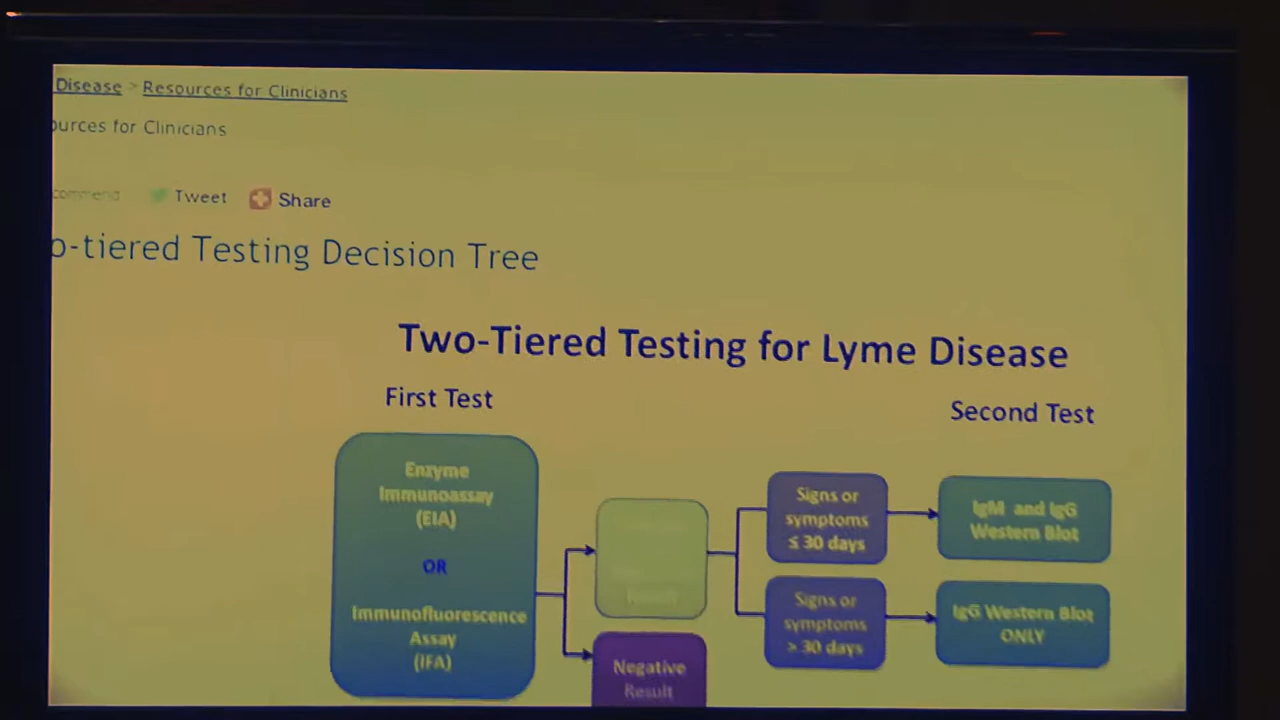 Disease > Resources for Clinicians
ources for Clinicians
commend
Tweet
Share
o-tiered Testing Decision Tree
Two-Tiered Testing for Lyme Disease
First Test
Second Test
Enzyme
Immunoassay
(EIA)
OR
Immunofluorescence
Assay
(IFA)
Negative
Result
Signs or
symptoms
≤ 30 days
Signs or
symptoms
> 30 days
IgM and IgG
Western Blot
IgG Western Blot
ONLY